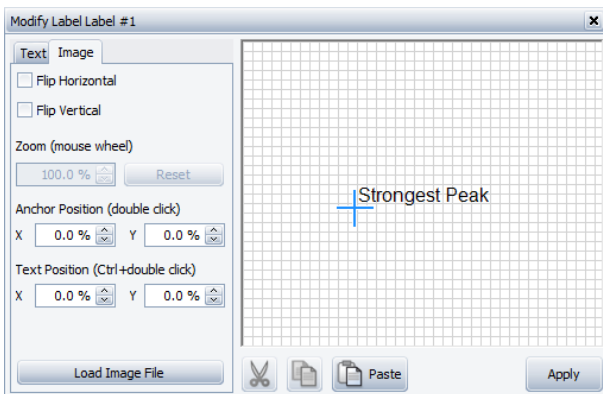 Modify Label Label #1
Text Image
Flip Horizontal
Flip Vertical
Zoom (mouse wheel)
100.0 % Reset
Anchor Position (double click)
X 0.0 % Y 0.0 %
Text Position (Ctrl+double click)
X 0.0 % Y 0.0 %
Load Image File
Strongest Peak
Paste Apply